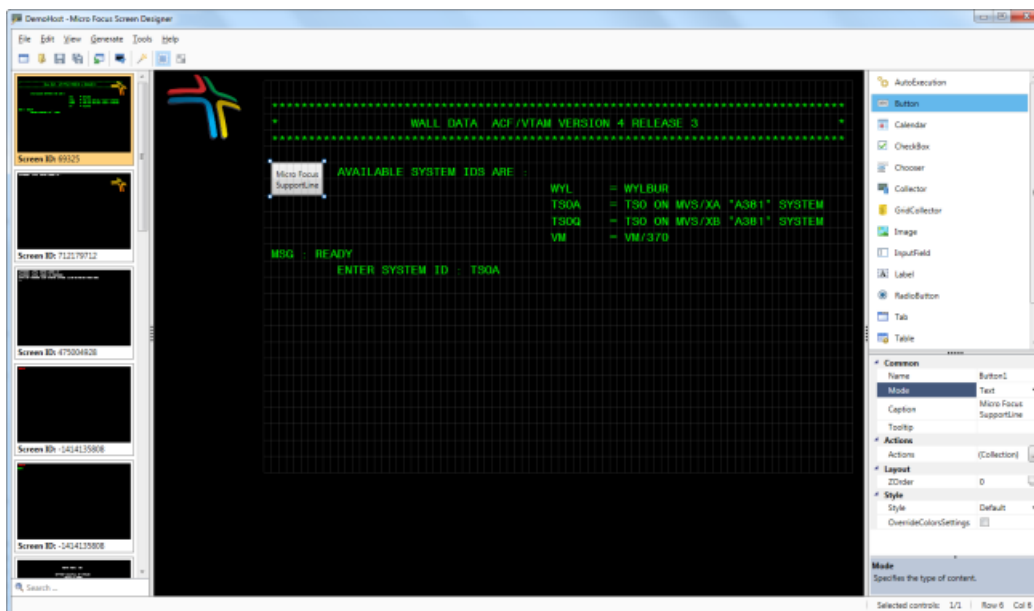 DemoHost - Micro Focus Screen Designer
File Edit View Generate Tools Help
Screen ID: 69325
Screen ID: 712179712
Screen ID: 475004928
Screen ID: -1414135808
Screen ID: -1414135808
Search ...
****************************************************************
* WALL DATA ACF/VTAM VERSION 4 RELEASE 3 *
****************************************************************
Micro Focus
SupportLine
AVAILABLE SYSTEM IDS ARE :
WYL = WYLBUR
TSOA = TSO ON MVS/XA "A381" SYSTEM
TSOQ = TSO ON MVS/XB "A381" SYSTEM
VM = VM/370
MSG : READY
ENTER SYSTEM ID : TSOA
AutoExecution
Button
Calendar
CheckBox
Chooser
Collector
GridCollector
Image
InputField
Label
RadioButton
Tab
Table
Common
Name Button1
Mode Text
Caption Micro Focus
SupportLine
Tooltip
Actions
Actions (Collection)
Layout
ZOrder 0
Style
Style Default
OverrideColorsSettings
Mode
Specifies the type of content.
Selected controls: 1/1 Row 6 Col 6